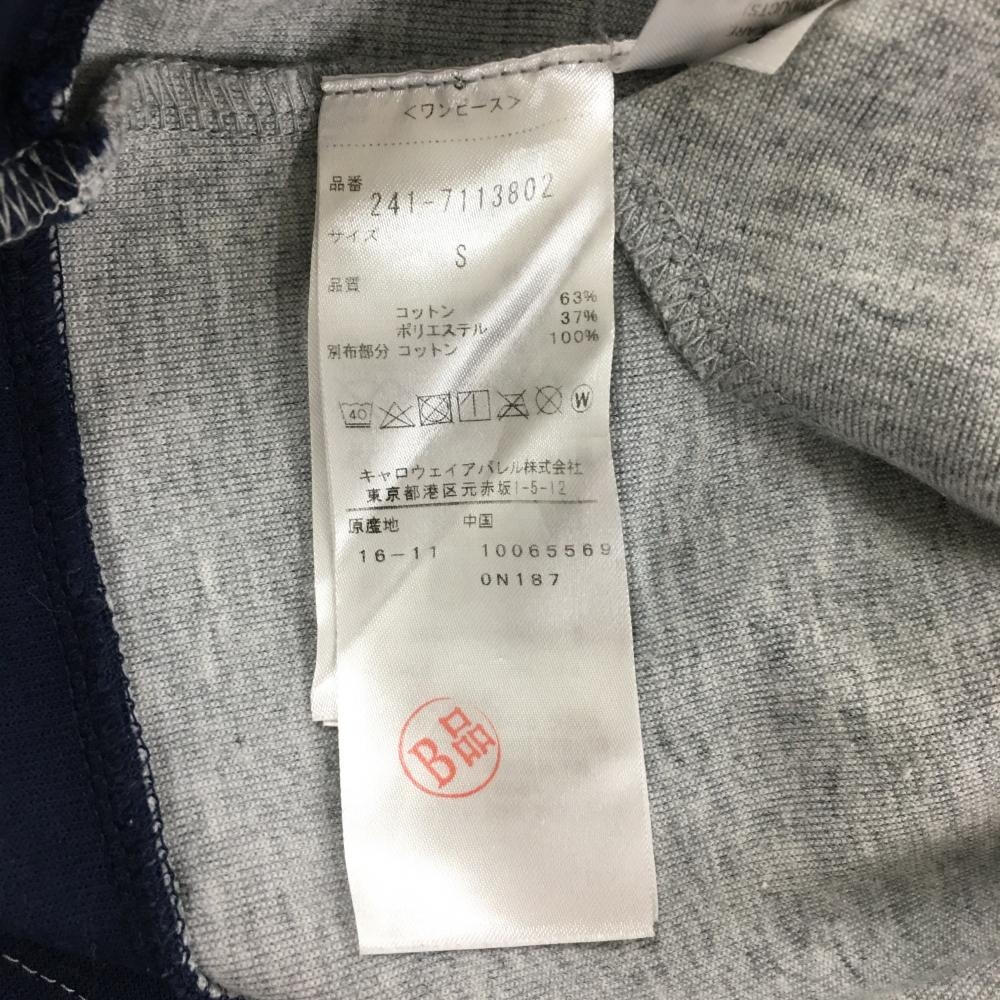 <ワンピース>
品番
241-7113802
サイズ
S
品質
コットン 63%
ポリエステル 37%
別布部分 コットン 100%
40 W
キャロウェイアパレル株式会社
東京都港区元赤坂1-5-12
原産地 中国
16-11 10065569
0N187
B品